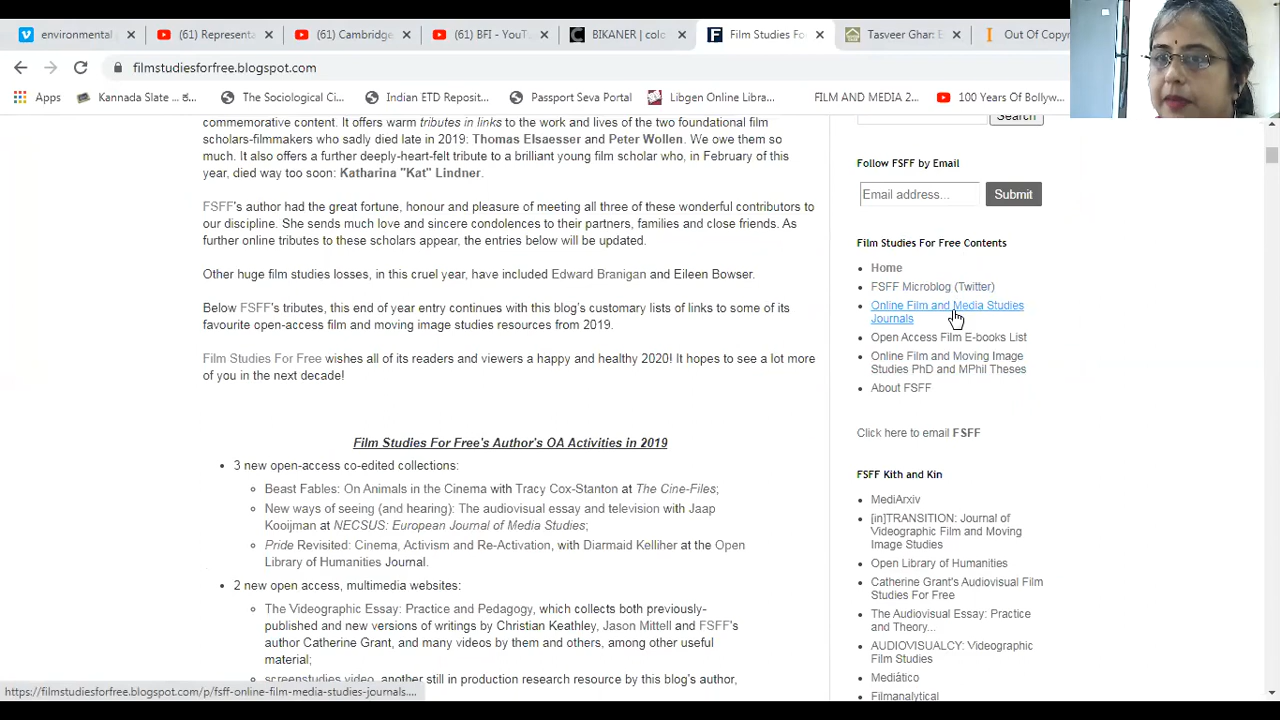 environmental
(61) Representa
(61) Cambridge
(61) BFI - YouT
BIKANER | colo
Film Studies Fo
Tasveer Ghar: E
Out Of Copyr
filmstudiesforfree.blogspot.com
Apps
Kannada Slate -- ಕ...
The Sociological Ci...
Indian ETD Reposit...
Passport Seva Portal
Libgen Online Libra...
FILM AND MEDIA 2...
100 Years Of Bollyw...
commemorative content. It offers warm tributes in links to the work and lives of the two foundational film
scholars-filmmakers who sadly died late in 2019: Thomas Elsaesser and Peter Wollen. We owe them so
much. It also offers a further deeply-heart-felt tribute to a brilliant young film scholar who, in February of this
year, died way too soon: Katharina "Kat" Lindner.
FSFF's author had the great fortune, honour and pleasure of meeting all three of these wonderful contributors to
our discipline. She sends much love and sincere condolences to their partners, families and close friends. As
further online tributes to these scholars appear, the entries below will be updated.
Other huge film studies losses, in this cruel year, have included Edward Branigan and Eileen Bowser.
Below FSFF's tributes, this end of year entry continues with this blog's customary lists of links to some of its
favourite open-access film and moving image studies resources from 2019.
Film Studies For Free wishes all of its readers and viewers a happy and healthy 2020! It hopes to see a lot more
of you in the next decade!
Film Studies For Free's Author's OA Activities in 2019
• 3 new open-access co-edited collections:
Beast Fables: On Animals in the Cinema with Tracy Cox-Stanton at The Cine-Files;
New ways of seeing (and hearing): The audiovisual essay and television with Jaap
Kooijman at NECSUS: European Journal of Media Studies;
Pride Revisited: Cinema, Activism and Re-Activation, with Diarmaid Kelliher at the Open
Library of Humanities Journal.
• 2 new open access, multimedia websites:
The Videographic Essay: Practice and Pedagogy, which collects both previously-
published and new versions of writings by Christian Keathley, Jason Mittell and FSFF's
author Catherine Grant, and many videos by them and others, among other useful
material;
screenstudies.video, another still in production research resource by this blog's author,
Search
Follow FSFF by Email
Email address...
Submit
Film Studies For Free Contents
• Home
• FSFF Microblog (Twitter)
• Online Film and Media Studies
Journals
• Open Access Film E-books List
• Online Film and Moving Image
Studies PhD and MPhil Theses
• About FSFF
Click here to email FSFF
FSFF Kith and Kin
• MediArxiv
• [in]TRANSITION: Journal of
Videographic Film and Moving
Image Studies
• Open Library of Humanities
• Catherine Grant's Audiovisual Film
Studies For Free
• The Audiovisual Essay: Practice
and Theory...
• AUDIOVISUALCY: Videographic
Film Studies
• Mediático
• Filmanalytical
https://filmstudiesforfree.blogspot.com/p/fsff-online-film-media-studies-journals....